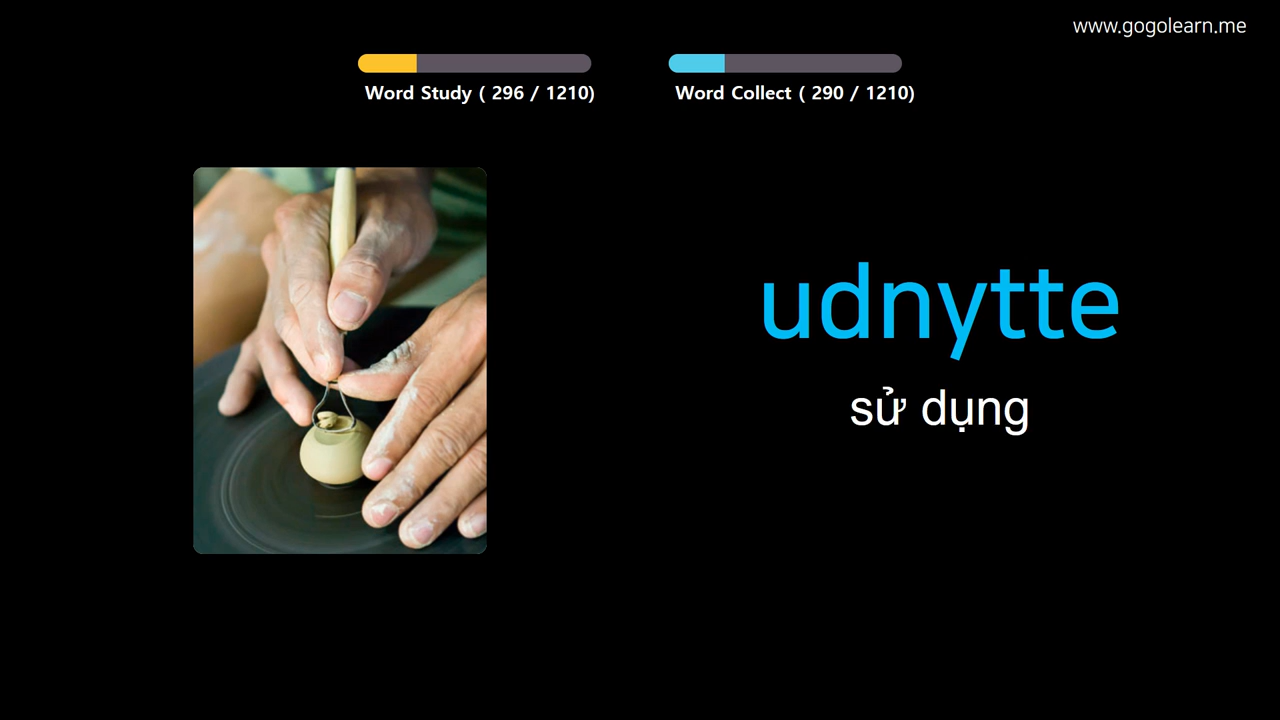 www.gogolearn.me
Word Study ( 296 / 1210)
Word Collect ( 290 / 1210)
udnytte
sử dụng